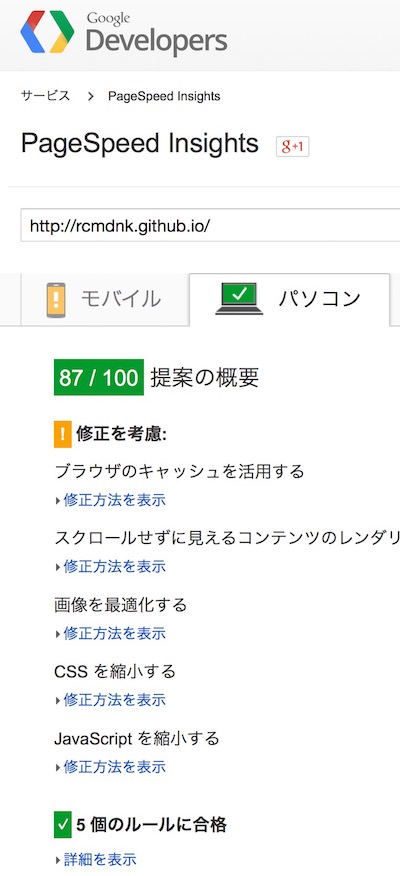 Google
Developers
サービス > PageSpeed Insights
PageSpeed Insights
g+1
http://rcmdnk.github.io/
! モバイル
パソコン
87 / 100 提案の概要
! 修正を考慮:
ブラウザのキャッシュを活用する
修正方法を表示
スクロールせずに見えるコンテンツのレンダリ
修正方法を表示
画像を最適化する
修正方法を表示
CSS を縮小する
修正方法を表示
JavaScript を縮小する
修正方法を表示
✓ 5 個のルールに合格
詳細を表示